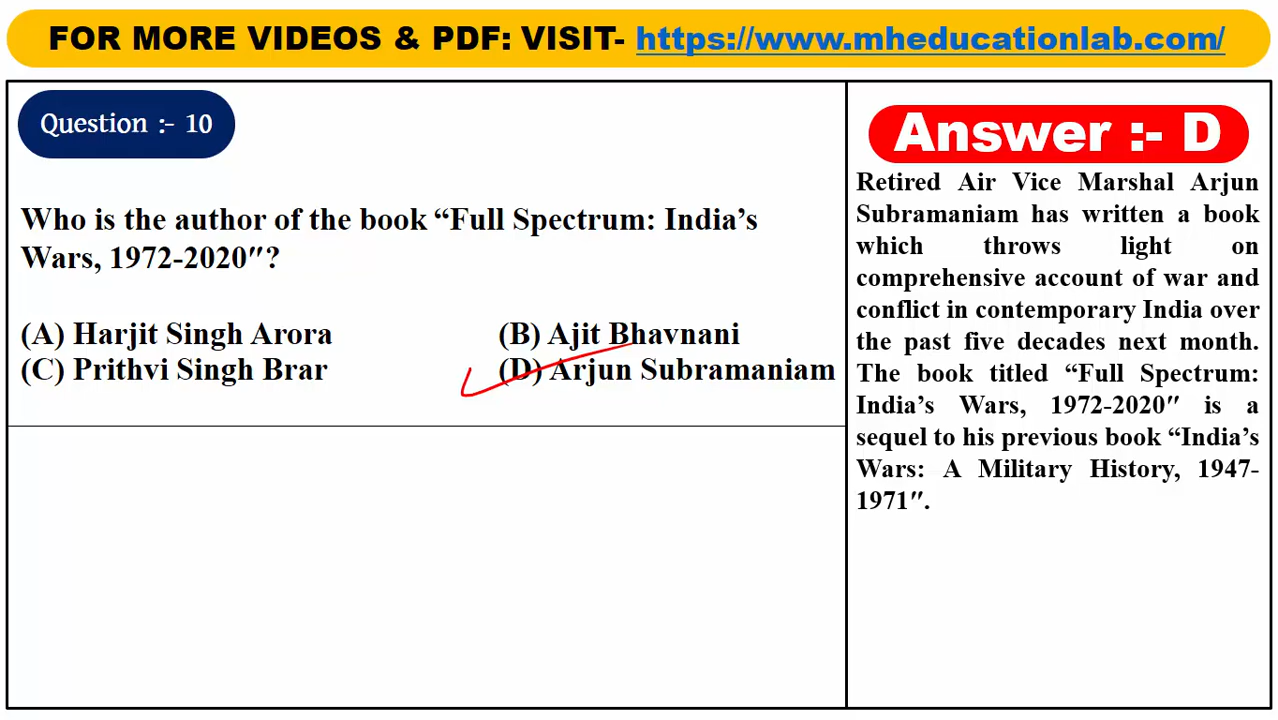 FOR MORE VIDEOS & PDF: VISIT- https://www.mheducationlab.com/
Question :- 10
Who is the author of the book “Full Spectrum: India’s
Wars, 1972-2020″?
(A) Harjit Singh Arora
(B) Ajit Bhavnani
(C) Prithvi Singh Brar
(D) Arjun Subramaniam
Answer :- D
Retired Air Vice Marshal Arjun
Subramaniam has written a book
which throws light on
comprehensive account of war and
conflict in contemporary India over
the past five decades next month.
The book titled “Full Spectrum:
India’s Wars, 1972-2020″ is a
sequel to his previous book “India’s
Wars: A Military History, 1947-
1971″.